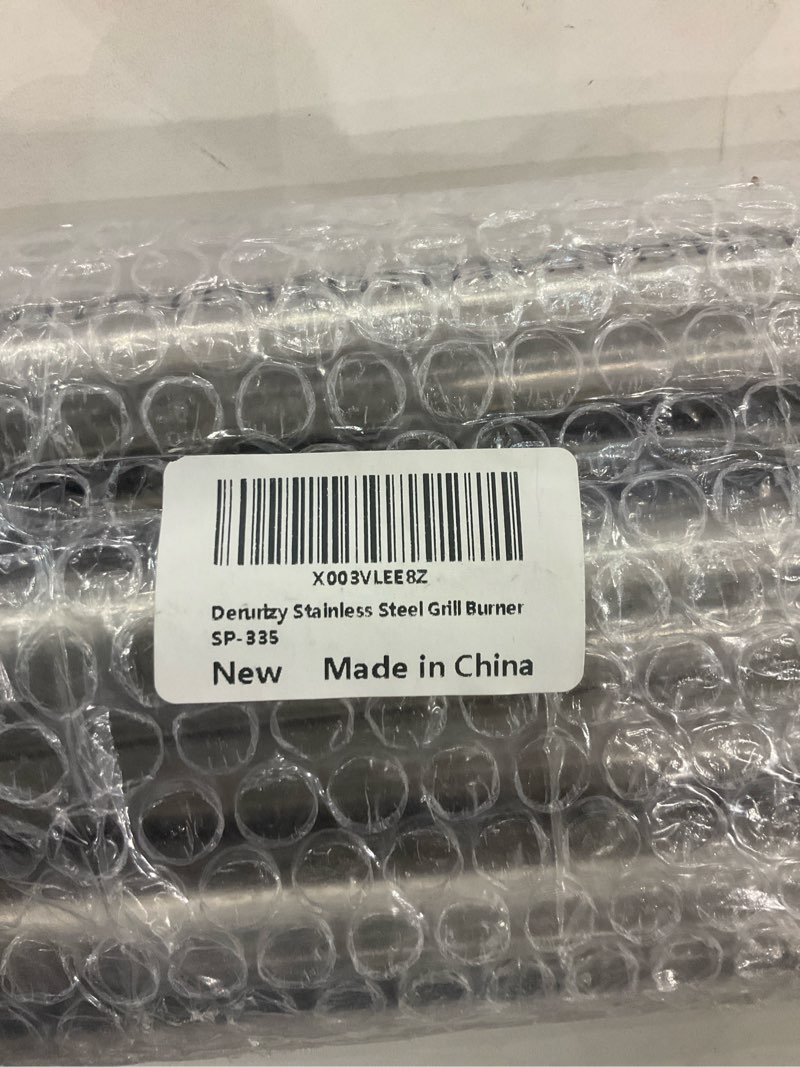 X003VLEE8Z
Derurizy Stainless Steel Grill Burner
SP-335
New Made in China